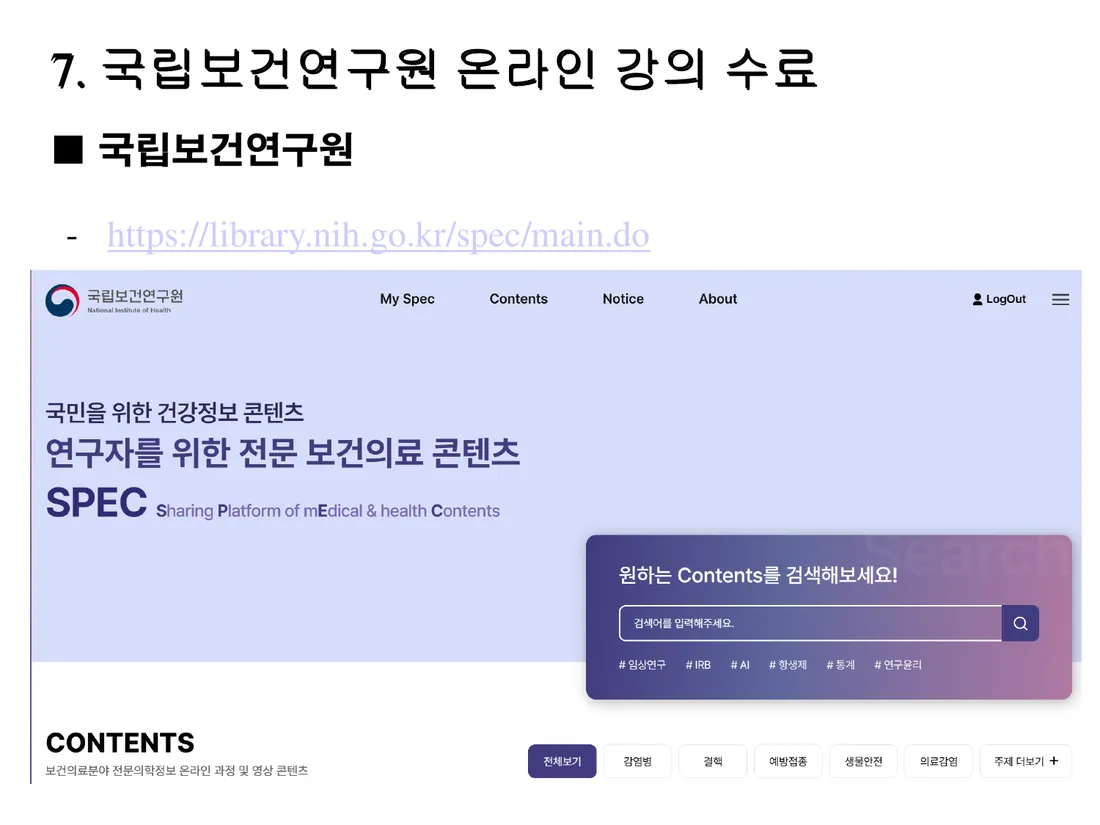 7. 국립보건연구원 온라인 강의 수료
■ 국립보건연구원
- https://library.nih.go.kr/spec/main.do
국립보건연구원
National Institute of Health
My Spec Contents Notice About LogOut
국민을 위한 건강정보 콘텐츠
연구자를 위한 전문 보건의료 콘텐츠
SPEC Sharing Platform of mEdical & health Contents
Search
원하는 Contents를 검색해보세요!
검색어를 입력해주세요.
# 임상연구 # IRB # AI # 항생제 # 통계 # 연구윤리
CONTENTS
보건의료분야 전문의학정보 온라인 과정 및 영상 콘텐츠
전체보기 감염병 결핵 예방접종 생물안전 의료감염 주제 더보기 +